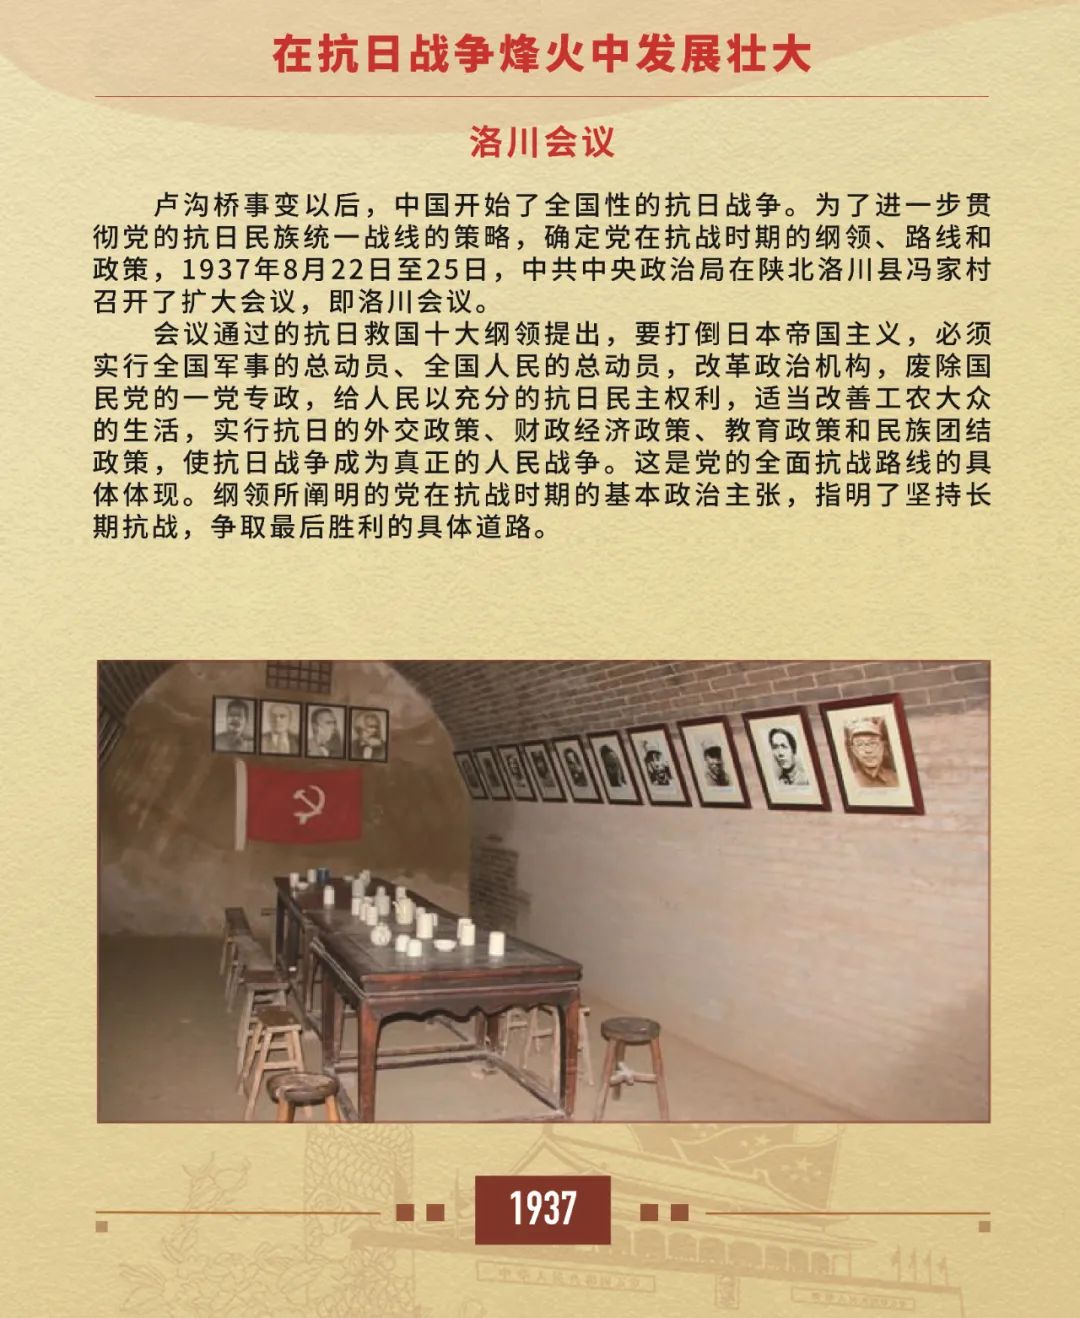 在抗日战争烽火中发展壮大
洛川会议
卢沟桥事变以后，中国开始了全国性的抗日战争。为了进一步贯
彻党的抗日民族统一战线的策略，确定党在抗战时期的纲领、路线和
政策，1937年8月22日至25日，中共中央政治局在陕北洛川县冯家村
召开了扩大会议，即洛川会议。
会议通过的抗日救国十大纲领提出，要打倒日本帝国主义，必须
实行全国军事的总动员、全国人民的总动员，改革政治机构，废除国
民党的一党专政，给人民以充分的抗日民主权利，适当改善工农大众
的生活，实行抗日的外交政策、财政经济政策、教育政策和民族团结
政策，使抗日战争成为真正的人民战争。这是党的全面抗战路线的具
体体现。纲领所阐明的党在抗战时期的基本政治主张，指明了坚持长
期抗战，争取最后胜利的具体道路。
1937
中华人民共和国万岁